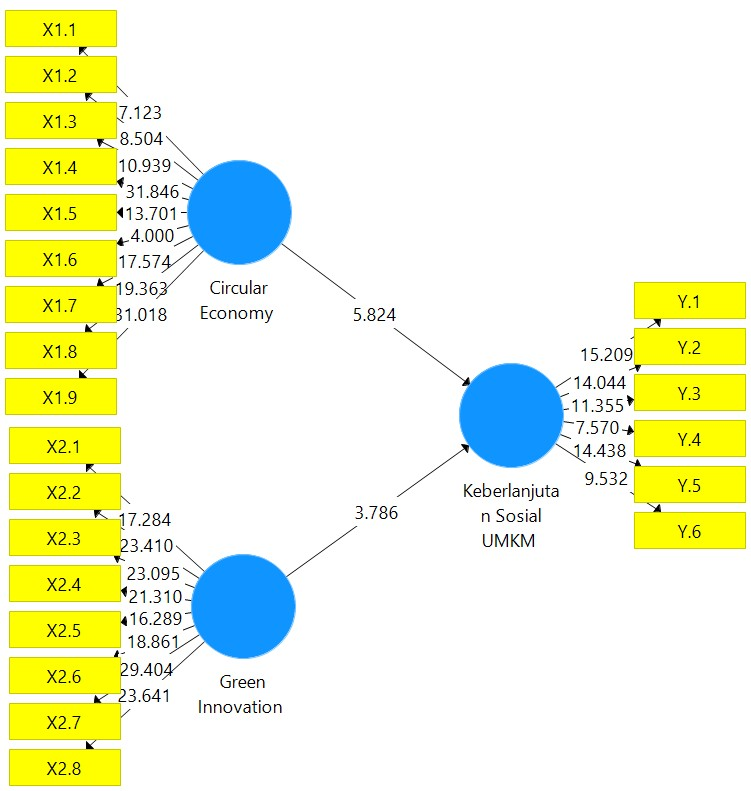 X1.1
X1.2
X1.3
X1.4
X1.5
X1.6
X1.7
X1.8
X1.9
7.123
8.504
10.939
31.846
13.701
4.000
17.574
19.363
31.018
Circular
Economy
5.824
X2.1
X2.2
X2.3
X2.4
X2.5
X2.6
X2.7
X2.8
17.284
23.410
23.095
21.310
16.289
18.861
29.404
23.641
Green
Innovation
3.786
Keberlanjuta
n Sosial
UMKM
15.209
14.044
11.355
7.570
14.438
9.532
Y.1
Y.2
Y.3
Y.4
Y.5
Y.6